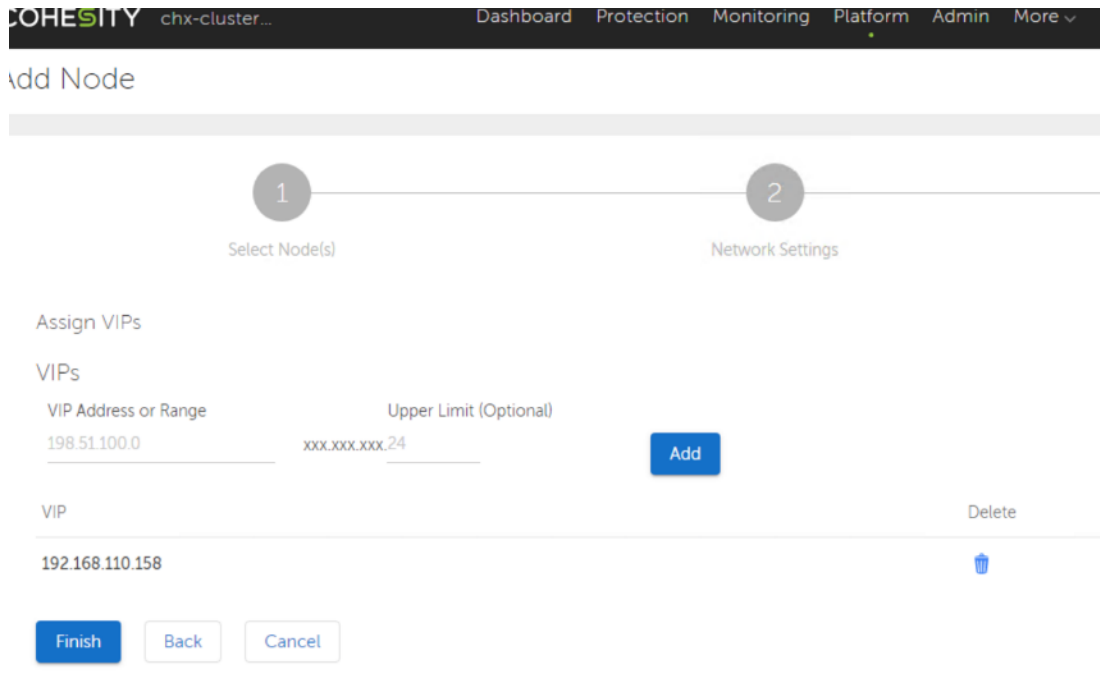 COHESITY chx-cluster... Dashboard Protection Monitoring Platform Admin More
Add Node
1 2
Select Node(s) Network Settings
Assign VIPs
VIPs
VIP Address or Range Upper Limit (Optional)
198.51.100.0 xxx.xxx.xxx.24 Add
VIP Delete
192.168.110.158
Finish Back Cancel